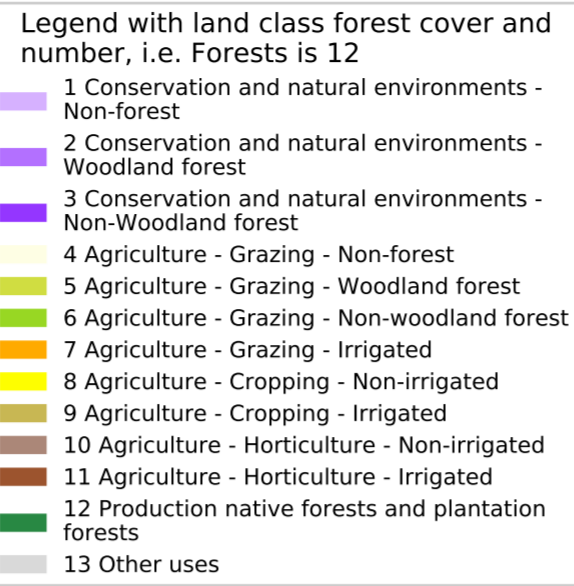 Legend with land class forest cover and
number, i.e. Forests is 12
1 Conservation and natural environments -
Non-forest
2 Conservation and natural environments -
Woodland forest
3 Conservation and natural environments -
Non-Woodland forest
4 Agriculture - Grazing - Non-forest
5 Agriculture - Grazing - Woodland forest
6 Agriculture - Grazing - Non-woodland forest
7 Agriculture - Grazing - Irrigated
8 Agriculture - Cropping - Non-irrigated
9 Agriculture - Cropping - Irrigated
10 Agriculture - Horticulture - Non-irrigated
11 Agriculture - Horticulture - Irrigated
12 Production native forests and plantation
forests
13 Other uses